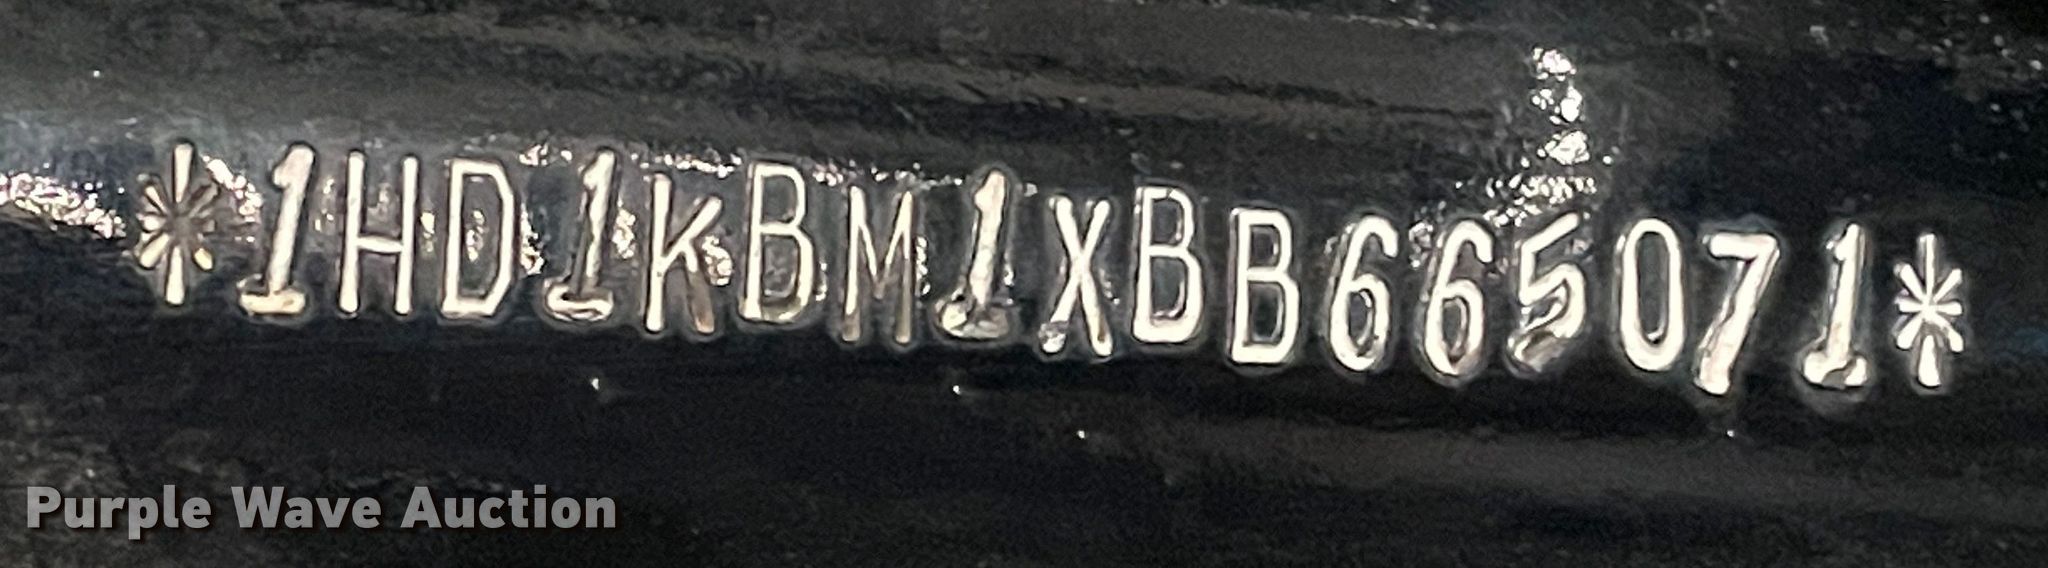 *1HD1KBM1XBB665071*
Purple Wave Auction